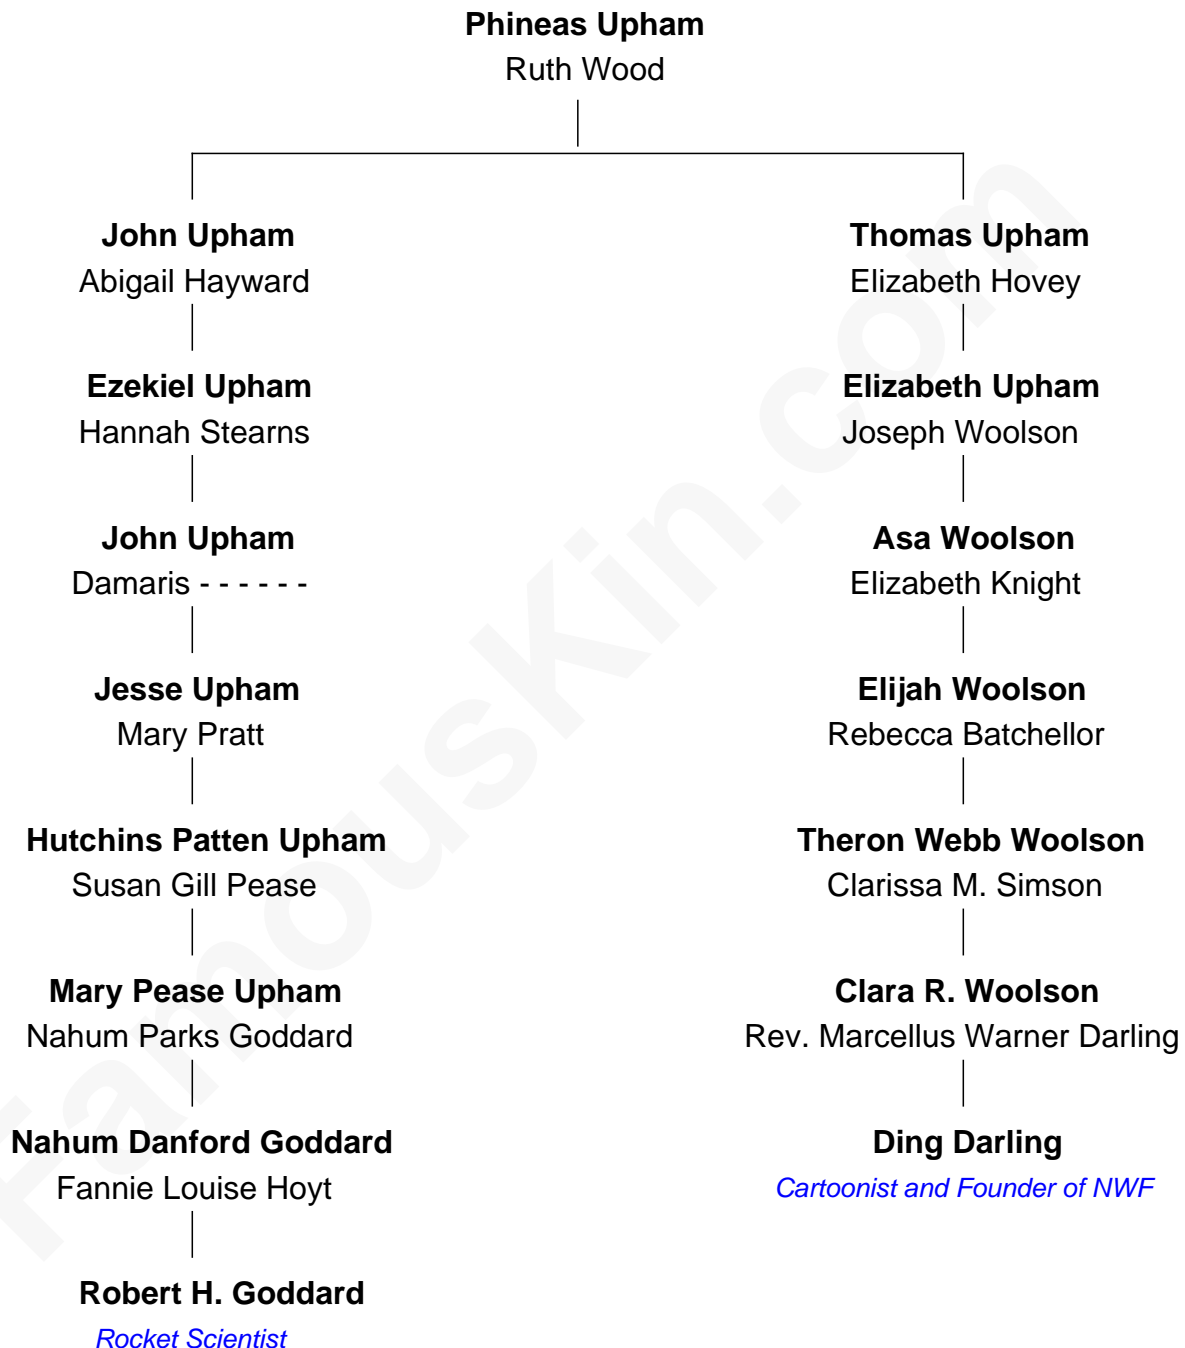 Phineas Upham
Ruth Wood
John Upham
Abigail Hayward
Thomas Upham
Elizabeth Hovey
Ezekiel Upham
Hannah Stearns
Elizabeth Upham
Joseph Woolson
John Upham
Damaris - - - - - -
Asa Woolson
Elizabeth Knight
Jesse Upham
Mary Pratt
Elijah Woolson
Rebecca Batchellor
Hutchins Patten Upham
Susan Gill Pease
Theron Webb Woolson
Clarissa M. Simson
Mary Pease Upham
Nahum Parks Goddard
Clara R. Woolson
Rev. Marcellus Warner Darling
Nahum Danford Goddard
Fannie Louise Hoyt
Ding Darling
Cartoonist and Founder of NWF
Robert H. Goddard
Rocket Scientist
FamousKin.com